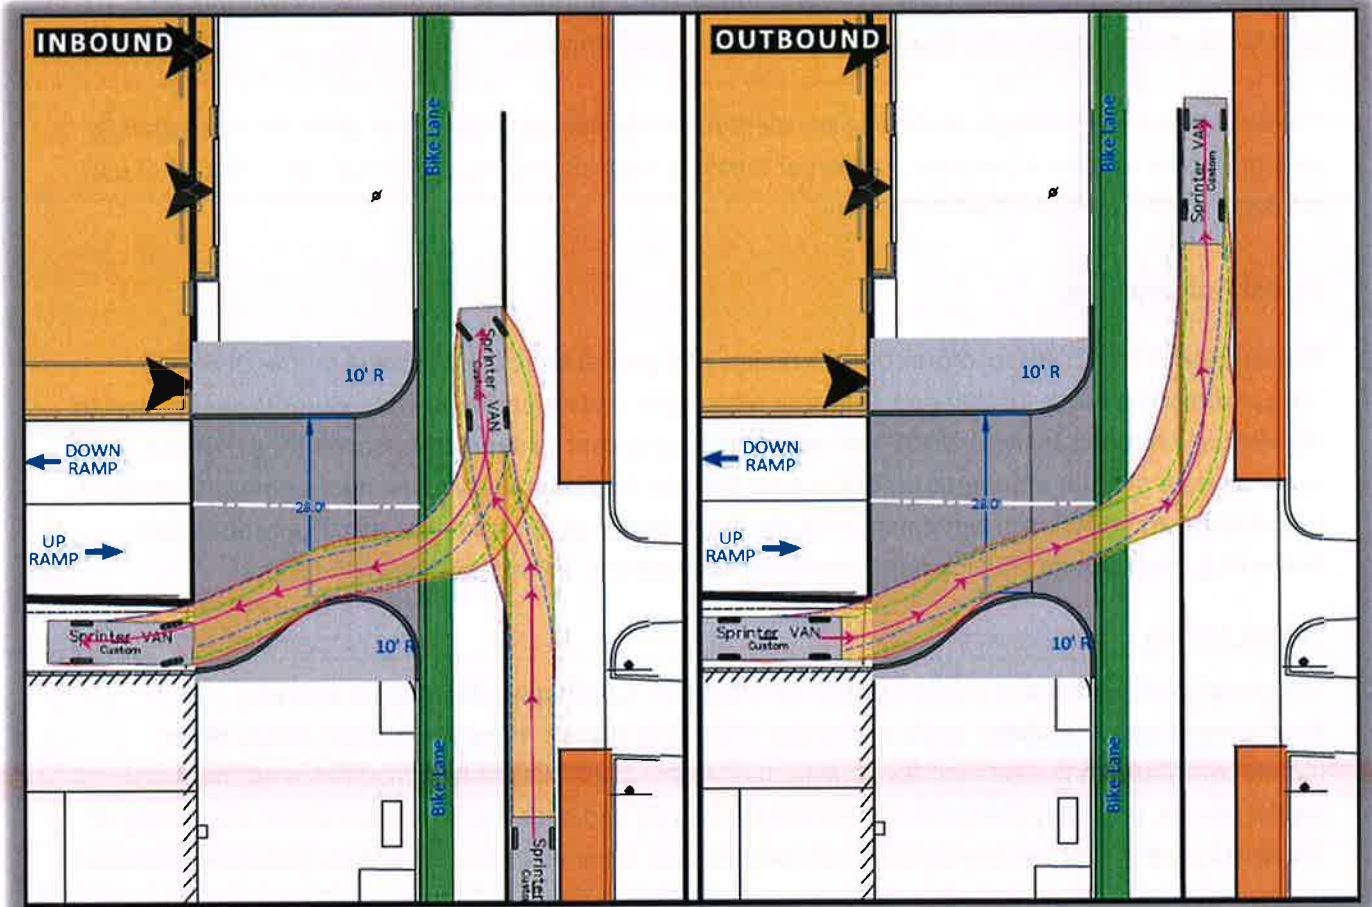 INBOUND
Bike Lane
10' R
Sprinter VAN
Custom
DOWN
RAMP
28.0'
UP
RAMP
Sprinter VAN
Custom
10' R
Bike Lane
Sprinter
Custom
OUTBOUND
Bike Lane
Sprinter VAN
Custom
10' R
DOWN
RAMP
28.0'
UP
RAMP
Sprinter VAN
Custom
10' R
Bike Lane